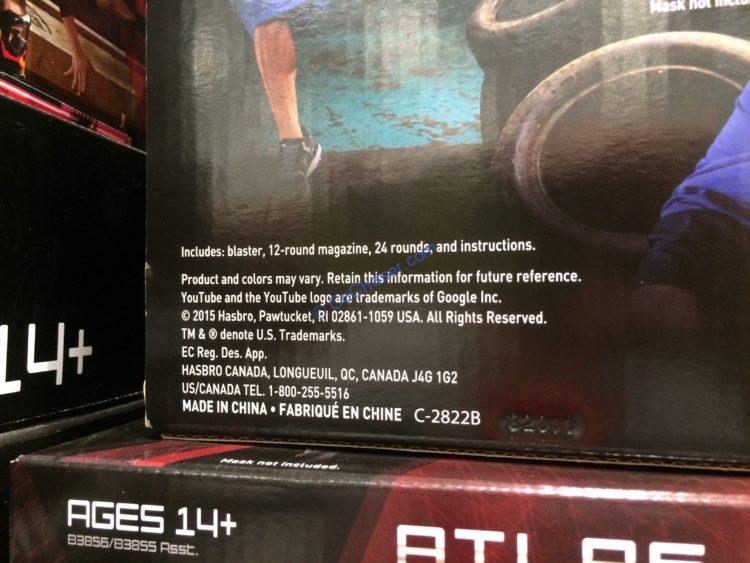 Mask not inclu
Includes: blaster, 12-round magazine, 24 rounds, and instructions.
Product and colors may vary. Retain this information for future reference.
YouTube and the YouTube logo are trademarks of Google Inc.
© 2015 Hasbro, Pawtucket, RI 02861-1059 USA. All Rights Reserved.
TM & ® denote U.S. Trademarks.
EC Reg. Des. App.
HASBRO CANADA, LONGUEUIL, QC, CANADA J4G 1G2
US/CANADA TEL. 1-800-255-5516
MADE IN CHINA • FABRIQUÉ EN CHINE C-2822B
14+
Mask not included.
AGES 14+
B3856/B3855 Asst.
ATLAS